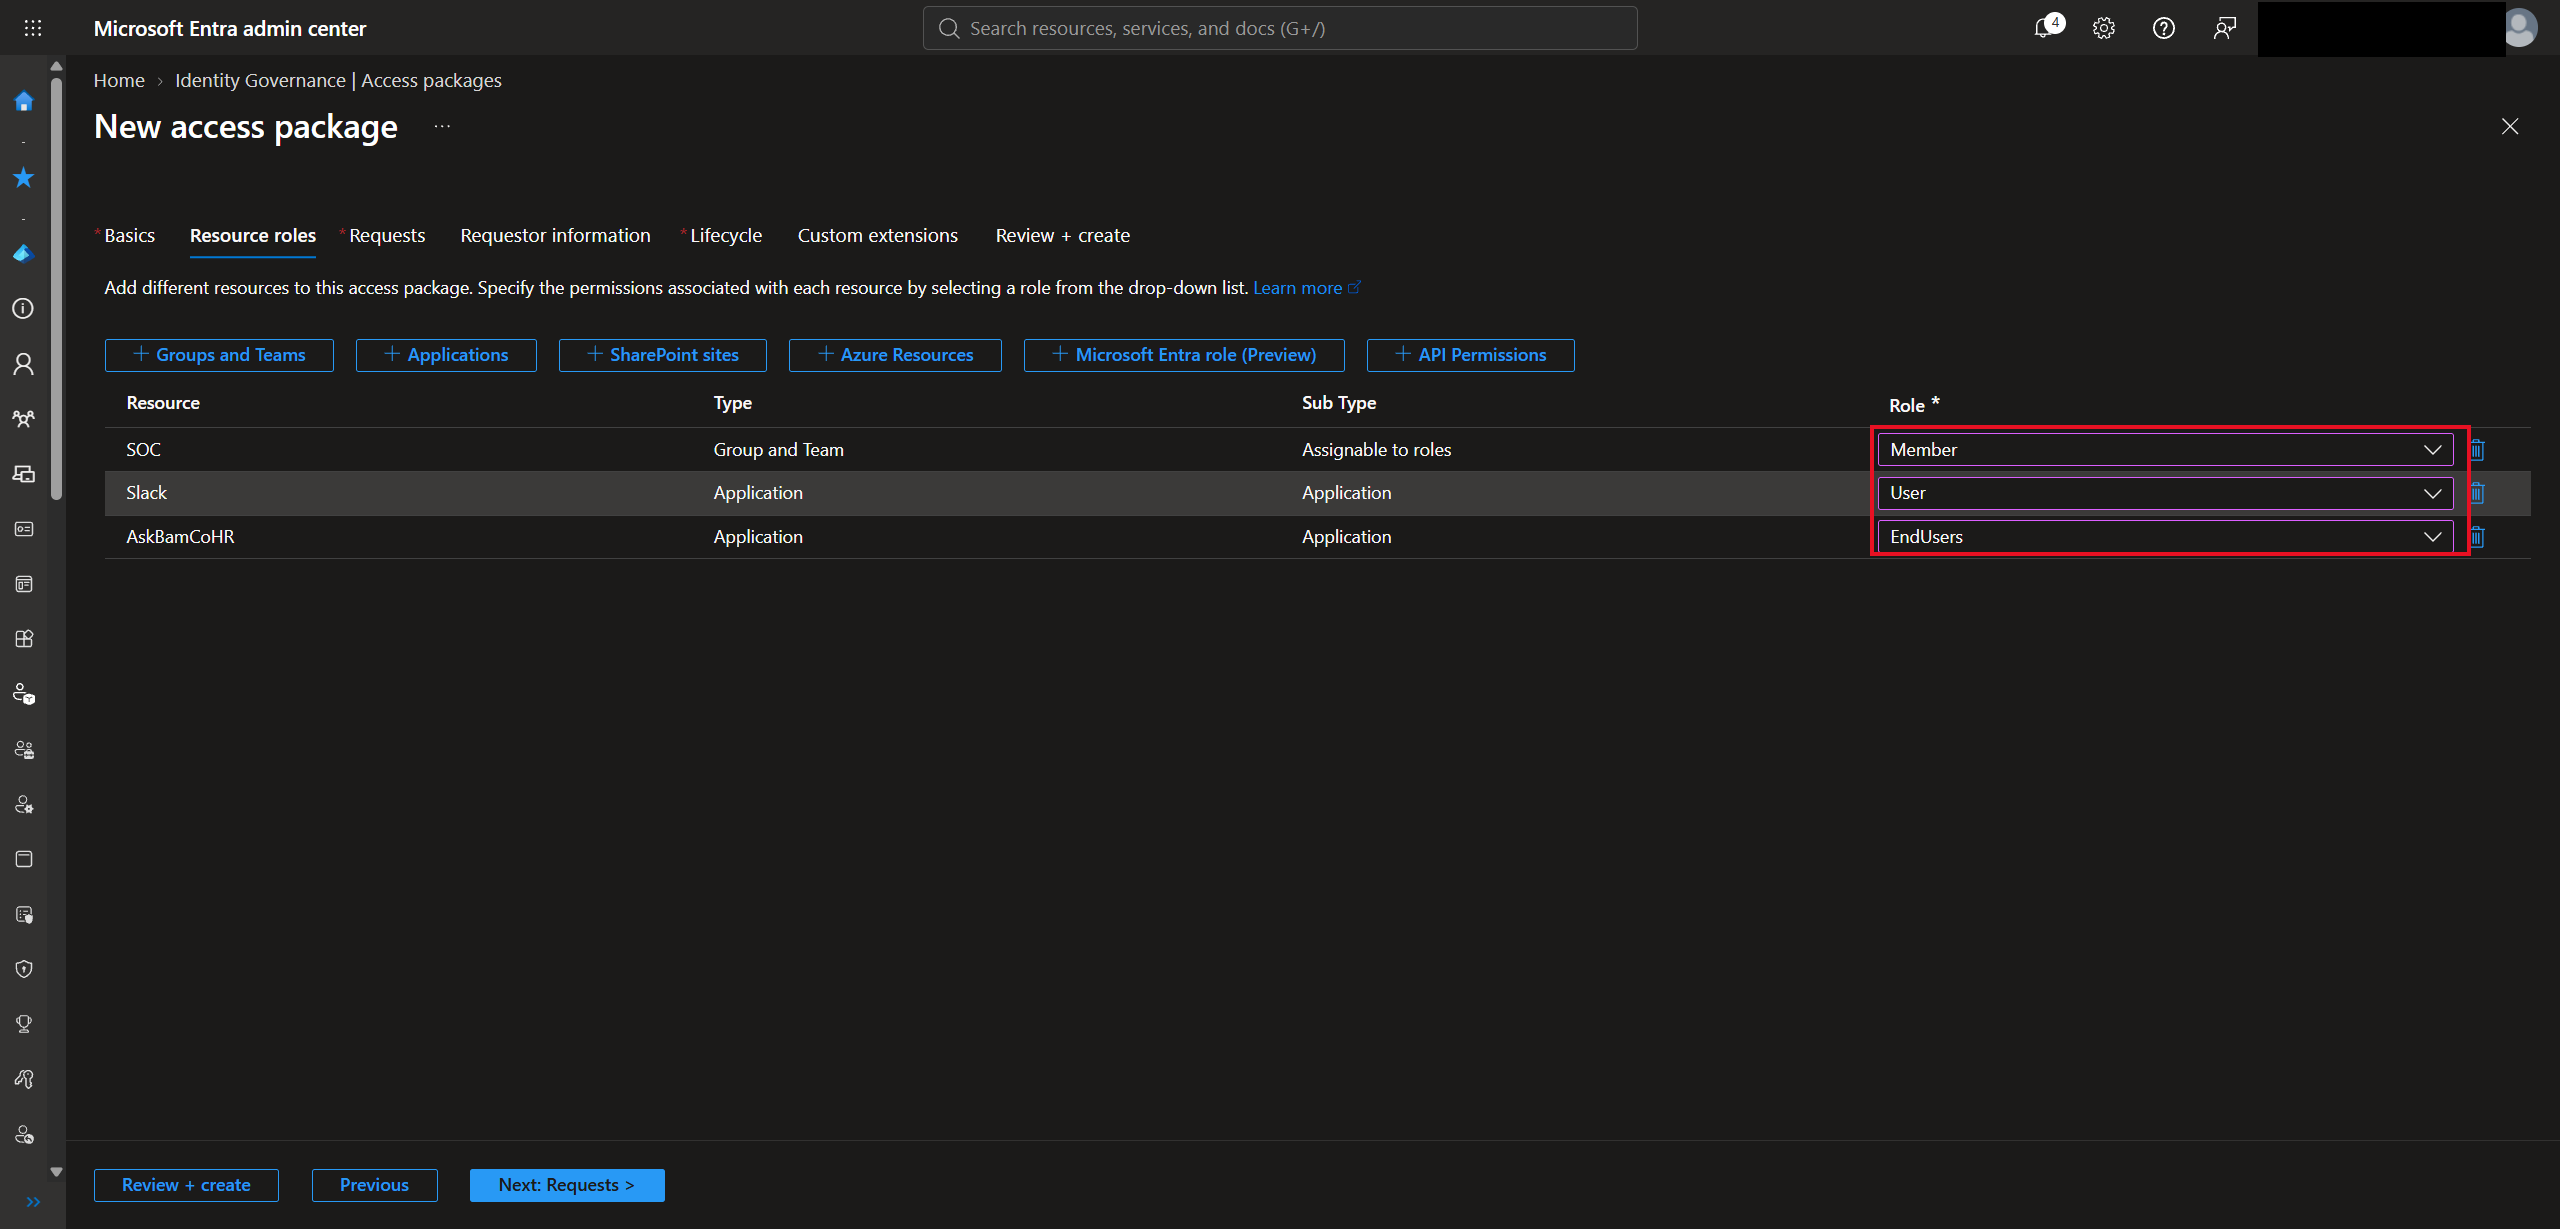 Microsoft Entra admin center
Search resources, services, and docs (G+/)
4
Home › Identity Governance | Access packages
New access package ...
* Basics Resource roles * Requests Requestor information * Lifecycle Custom extensions Review + create
Add different resources to this access package. Specify the permissions associated with each resource by selecting a role from the drop-down list. Learn more
+ Groups and Teams + Applications + SharePoint sites + Azure Resources + Microsoft Entra role (Preview) + API Permissions
Resource Type Sub Type Role *
SOC Group and Team Assignable to roles Member
Slack Application Application User
AskBamCoHR Application Application EndUsers
Review + create Previous Next: Requests >